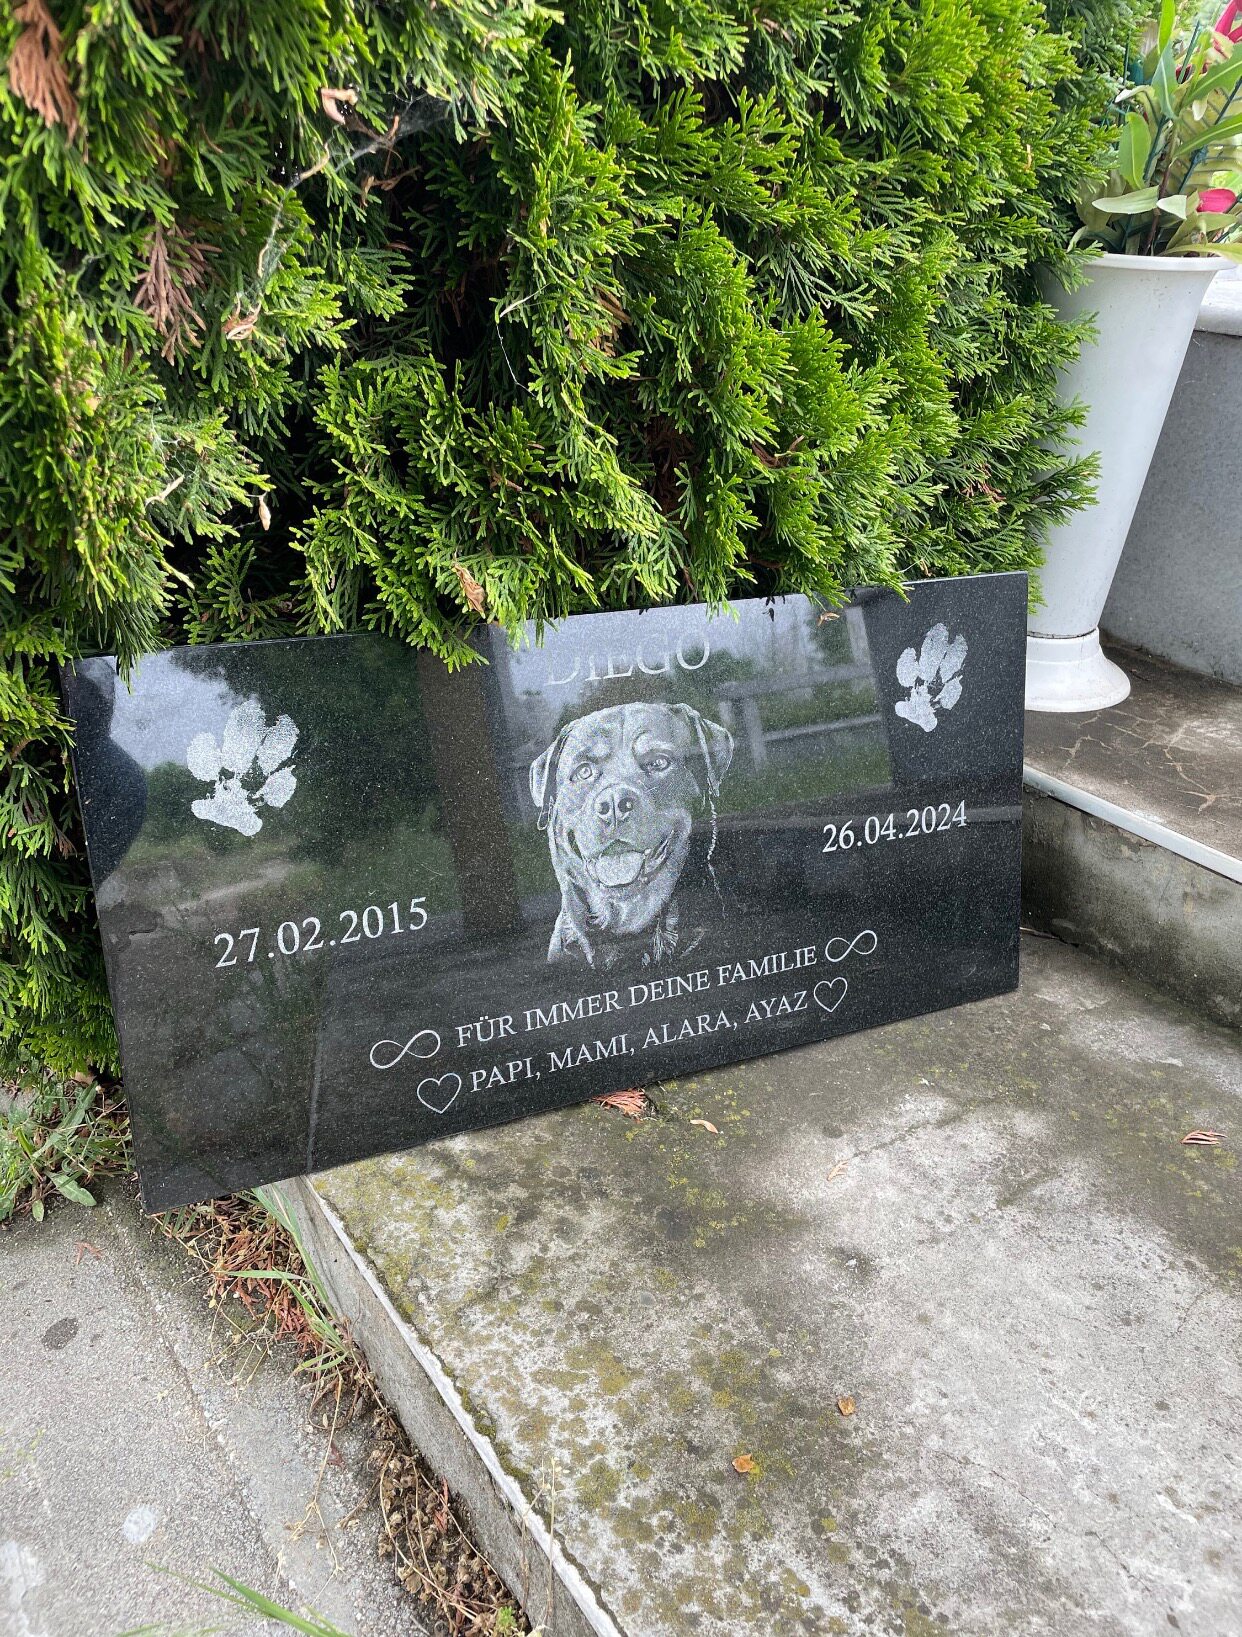 DIEGO
27.02.2015
26.04.2024
FÜR IMMER DEINE FAMILIE
PAPI, MAMI, ALARA, AYAZ